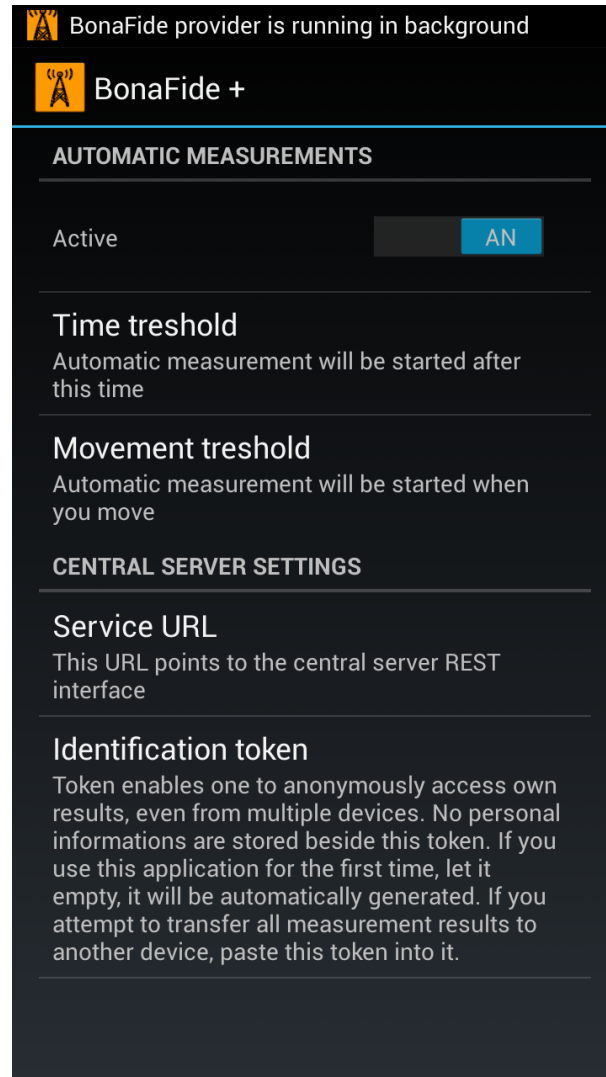 BonaFide provider is running in background
BonaFide +
AUTOMATIC MEASUREMENTS
Active AN
Time treshold
Automatic measurement will be started after
this time
Movement treshold
Automatic measurement will be started when
you move
CENTRAL SERVER SETTINGS
Service URL
This URL points to the central server REST
interface
Identification token
Token enables one to anonymously access own
results, even from multiple devices. No personal
informations are stored beside this token. If you
use this application for the first time, let it
empty, it will be automatically generated. If you
attempt to transfer all measurement results to
another device, paste this token into it.